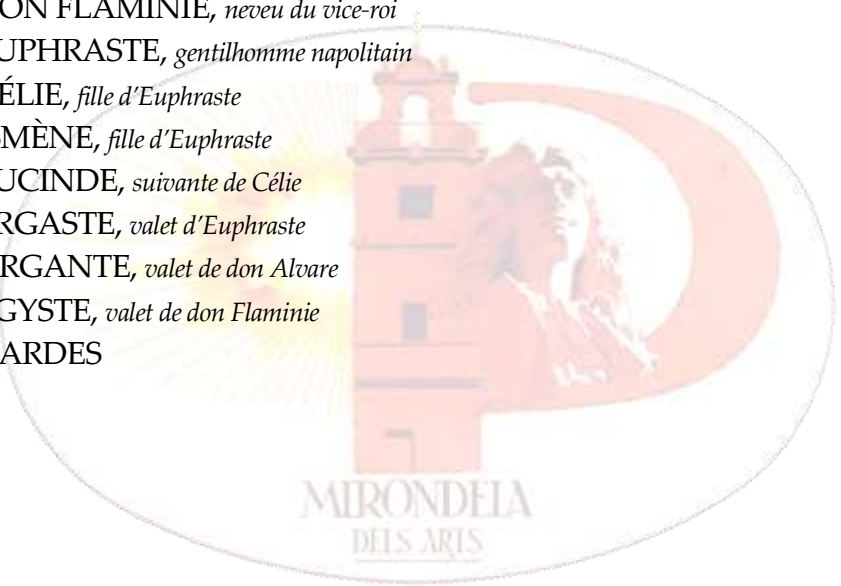 ON FLAMINIE, neveu du vice-roi
UPHRASTE, gentilhomme napolitain
ÉLIE, fille d'Euphraste
MÈNE, fille d'Euphraste
UCINDE, suivante de Célie
RGASTE, valet d'Euphraste
RGANTE, valet de don Alvare
GYSTE, valet de don Flaminie
ARDES
MIRONDELA
DELS ARTS